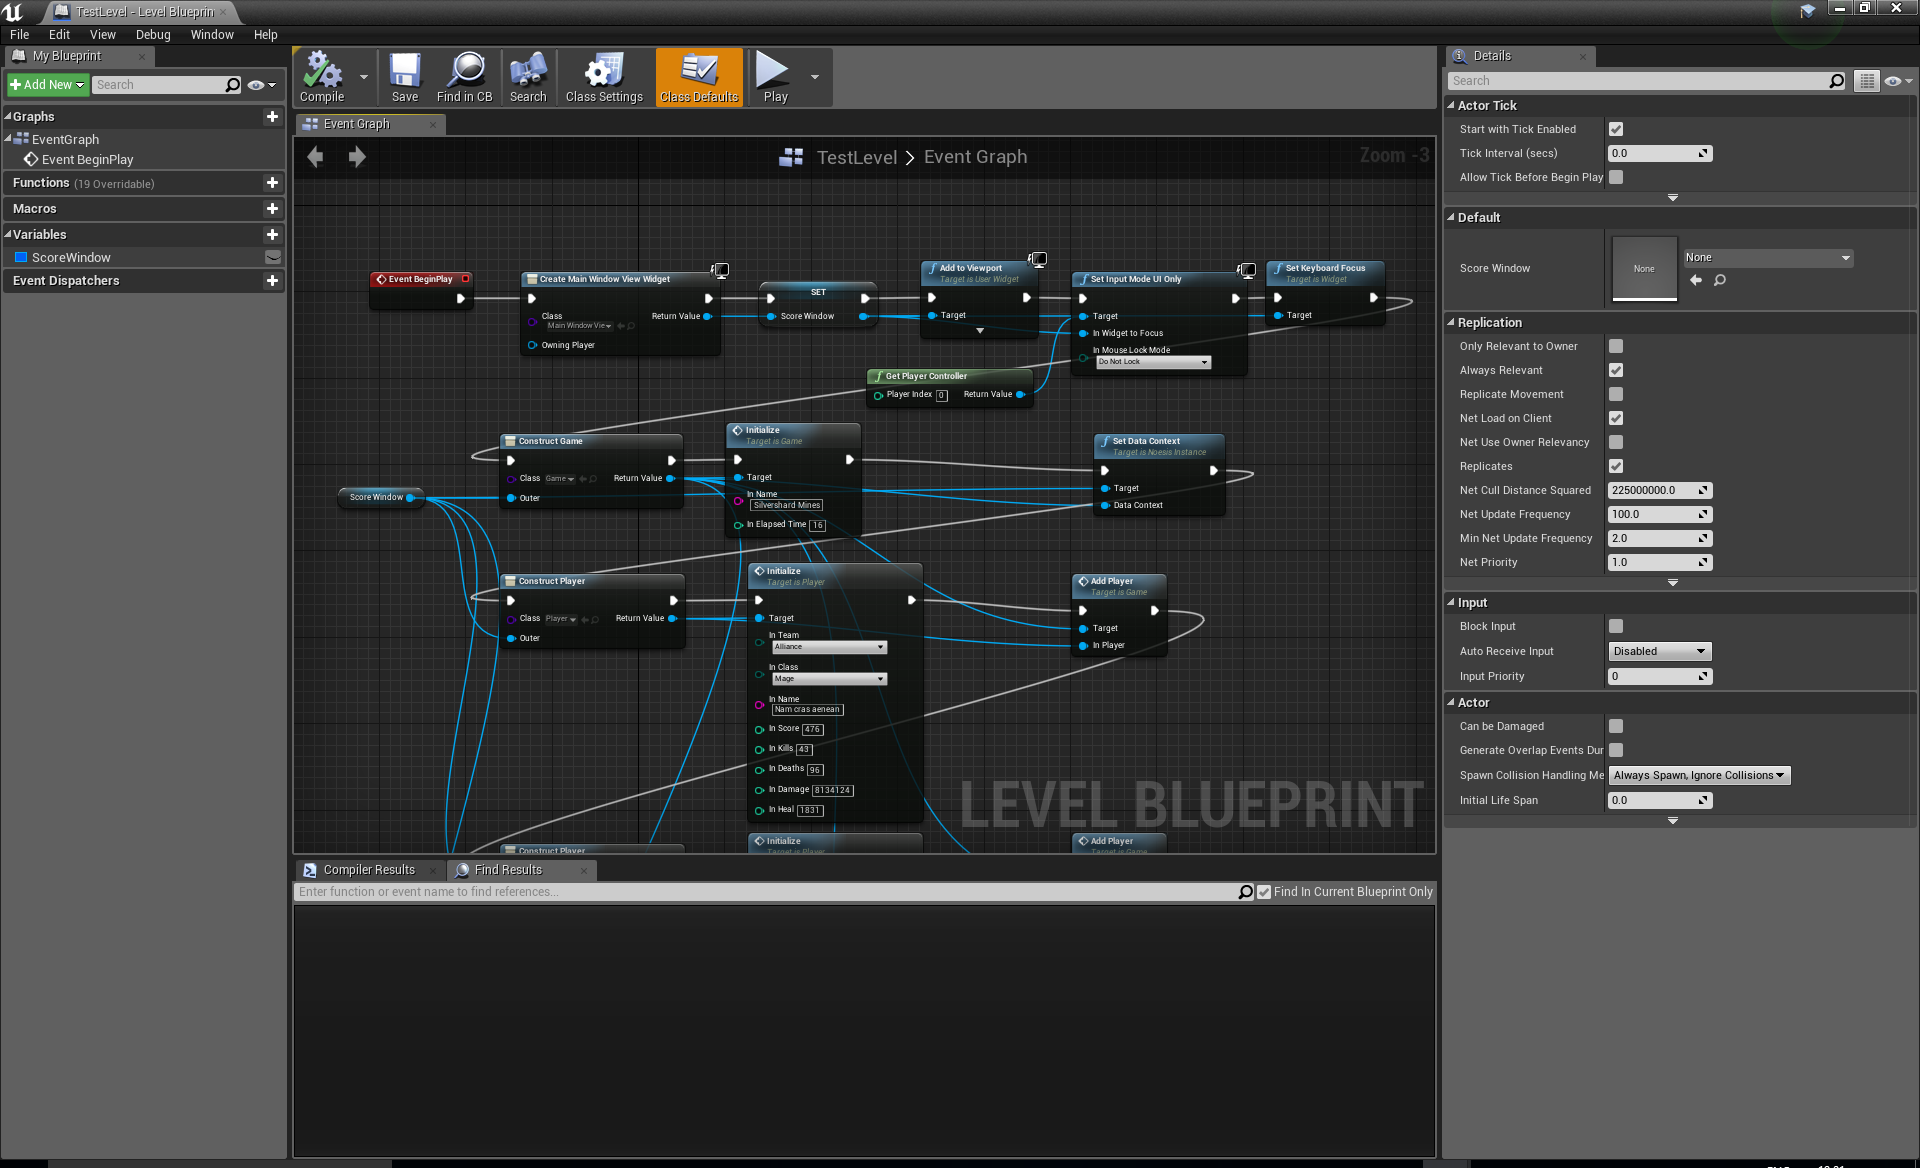 TestLevel - Level Blueprin
File Edit View Debug Window Help
My Blueprint
Add New
Search
Graphs
EventGraph
Event BeginPlay
Functions (19 Overridable)
Macros
Variables
ScoreWindow
Event Dispatchers
Compile
Save
Find in CB
Search
Class Settings
Class Defaults
Play
Event Graph
TestLevel > Event Graph
Zoom -3
Event BeginPlay
Create Main Window View Widget
Class
Main Window Vie
Return Value
Owning Player
SET
Score Window
Add to Viewport
Target is User Widget
Target
Set Input Mode UI Only
Target
In Widget to Focus
In Mouse Lock Mode
Do Not Lock
Set Keyboard Focus
Target is Widget
Target
Get Player Controller
Player Index 0
Return Value
Construct Game
Class Game
Return Value
Outer
Initialize
Target is Game
Target
In Name
Silvershard Mines
In Elapsed Time 16
Set Data Context
Target is Noesis Instance
Target
Data Context
Score Window
Construct Player
Class Player
Return Value
Outer
Initialize
Target is Player
Target
In Team
Alliance
In Class
Mage
In Name
Nam cras aenean
In Score 476
In Kills 43
In Deaths 96
In Damage 8134124
In Heal 1831
Add Player
Target is Game
Target
In Player
LEVEL BLUEPRINT
Construct Player
Initialize
Target is Player
Add Player
Target is Game
Compiler Results
Find Results
Enter function or event name to find references...
Find In Current Blueprint Only
Details
Search
Actor Tick
Start with Tick Enabled
Tick Interval (secs) 0.0
Allow Tick Before Begin Play
Default
Score Window
None
None
Replication
Only Relevant to Owner
Always Relevant
Replicate Movement
Net Load on Client
Net Use Owner Relevancy
Replicates
Net Cull Distance Squared 225000000.0
Net Update Frequency 100.0
Min Net Update Frequency 2.0
Net Priority 1.0
Input
Block Input
Auto Receive Input Disabled
Input Priority 0
Actor
Can be Damaged
Generate Overlap Events Dur
Spawn Collision Handling Me Always Spawn, Ignore Collisions
Initial Life Span 0.0